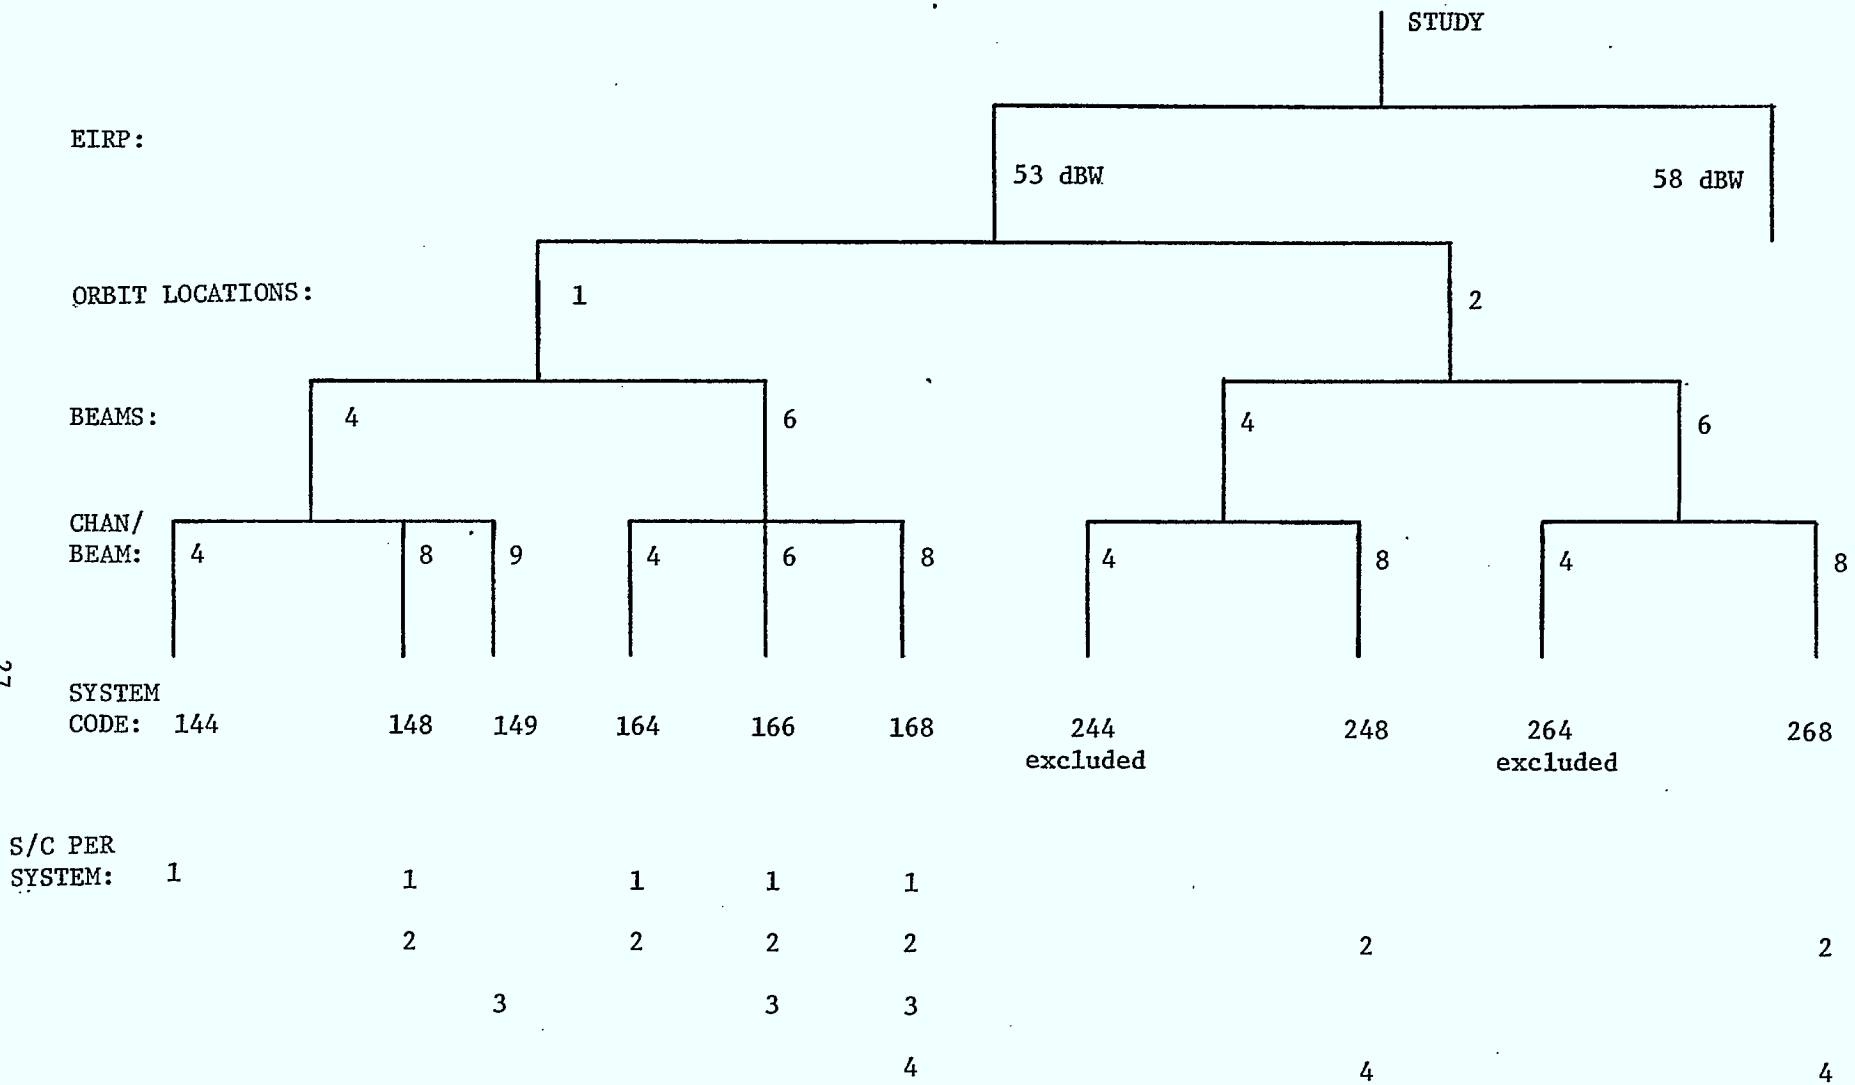 STUDY
EIRP:
53 dBW
58 dBW
ORBIT LOCATIONS:
1
2
BEAMS:
4
6
4
6
CHAN/
BEAM:
4
8
9
4
6
8
4
8
4
8
27
SYSTEM
CODE: 144 148 149 164 166 168 244 248 264 268
excluded excluded
S/C PER
SYSTEM: 1 1 1 1 1
2 2 2 2 2 2
3 3 3
4 4 4